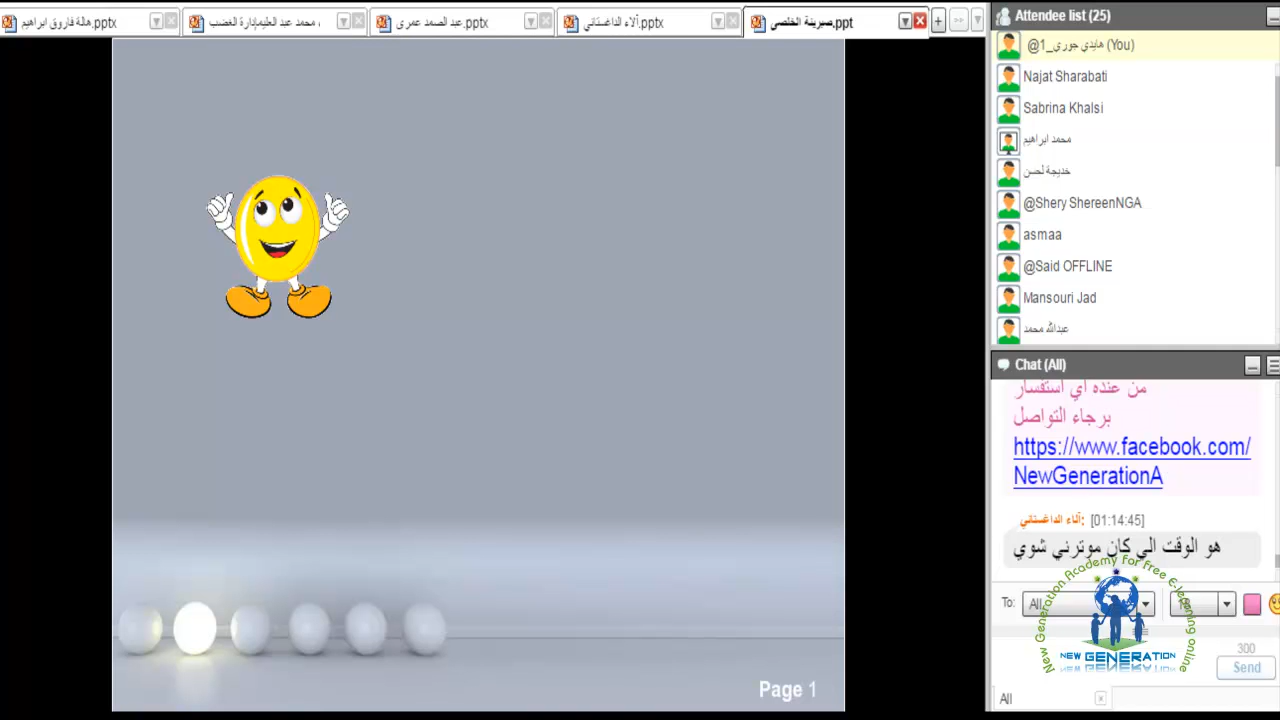 هالة فاروق ابراهيم.pptx
محمد عبد العليم
إدارة الغضب
عبد الصمد عمرى.pptx
آلاء الداغستاني.pptx
صبرينة الخلصي.ppt
Attendee list (25)
@هايدي جوري_1 (You)
Najat Sharabati
Sabrina Khalsi
محمد ابراهيم
خديجة لحسن
@Shery ShereenNGA
asmaa
@Said OFFLINE
Mansouri Jad
عبدالله محمد
Chat (All)
من عنده اي استفسار
برجاء التواصل
https://www.facebook.com/
NewGenerationA
آلاء الداغستاني: [01:14:45]
هو الوقت الي كان موترني شوي
To: All
300
Send
All
New Generation Academy For Free E-learning online
NEW GENERATION
Page 1